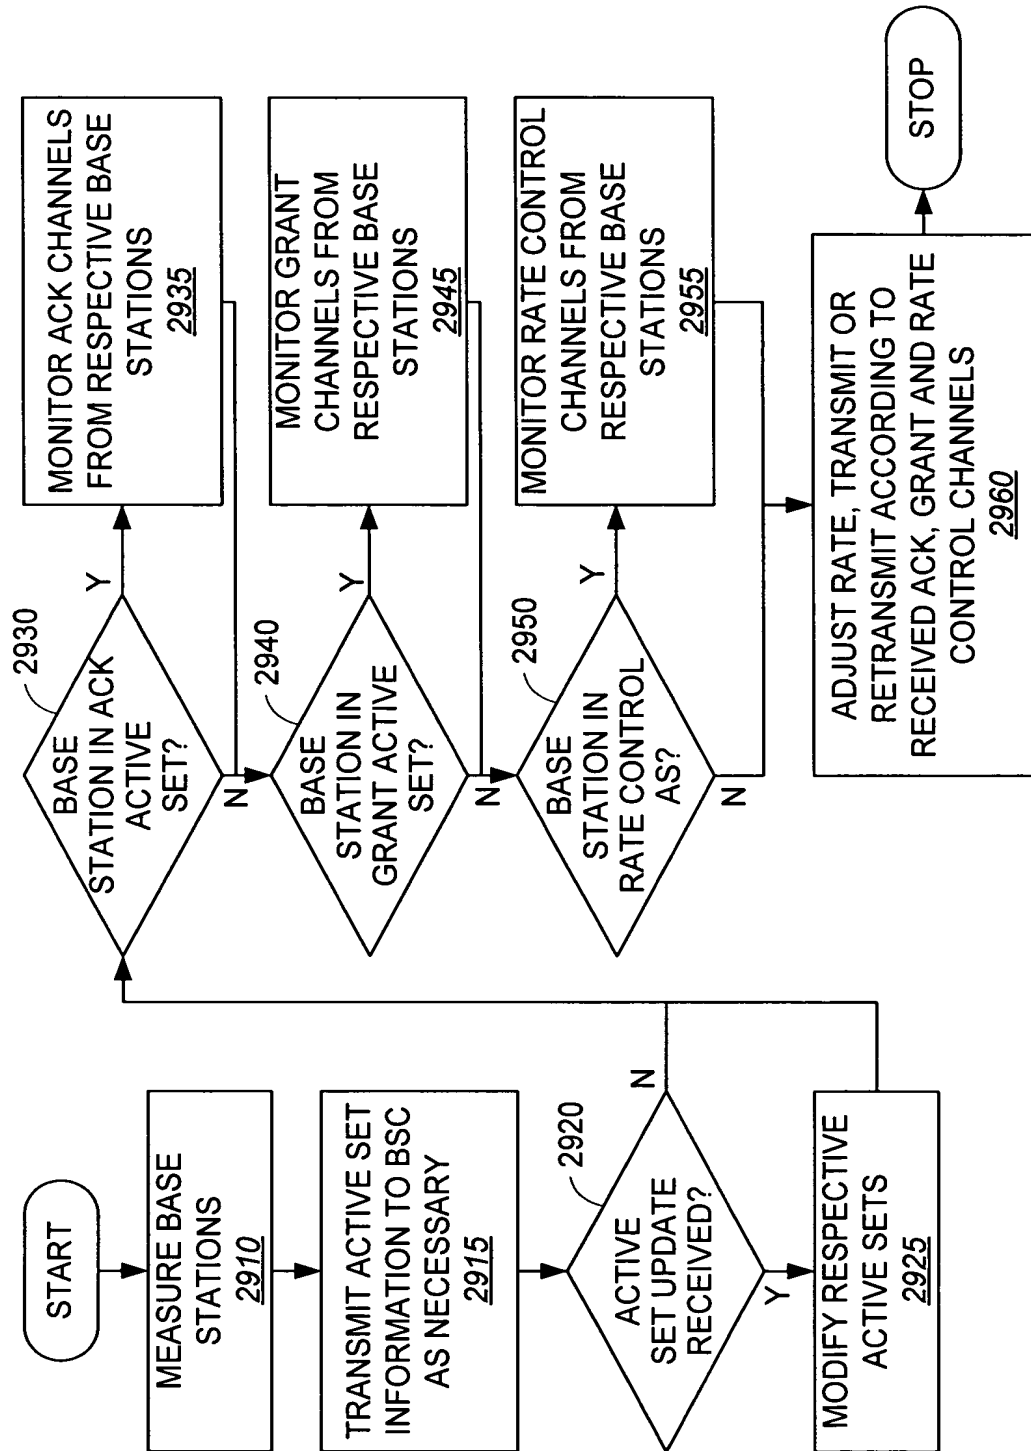 START
MEASURE BASE
STATIONS
2910
TRANSMIT ACTIVE SET
INFORMATION TO BSC
AS NECESSARY
2915
2920
ACTIVE
SET UPDATE
RECEIVED?
N
Y
MODIFY RESPECTIVE
ACTIVE SETS
2925
2930
BASE
STATION IN ACK
ACTIVE
SET?
Y
N
MONITOR ACK CHANNELS
FROM RESPECTIVE BASE
STATIONS
2935
2940
BASE
STATION IN
GRANT ACTIVE
SET?
Y
N
MONITOR GRANT
CHANNELS FROM
RESPECTIVE BASE
STATIONS
2945
2950
BASE
STATION IN
RATE CONTROL
AS?
Y
N
MONITOR RATE CONTROL
CHANNELS FROM
RESPECTIVE BASE
STATIONS
2955
ADJUST RATE, TRANSMIT OR
RETRANSMIT ACCORDING TO
RECEIVED ACK, GRANT AND RATE
CONTROL CHANNELS
2960
STOP